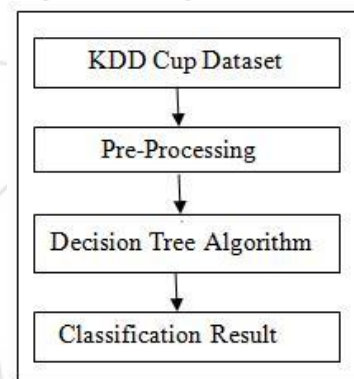 KDD Cup Dataset
Pre-Processing
Decision Tree Algorithm
Classification Result